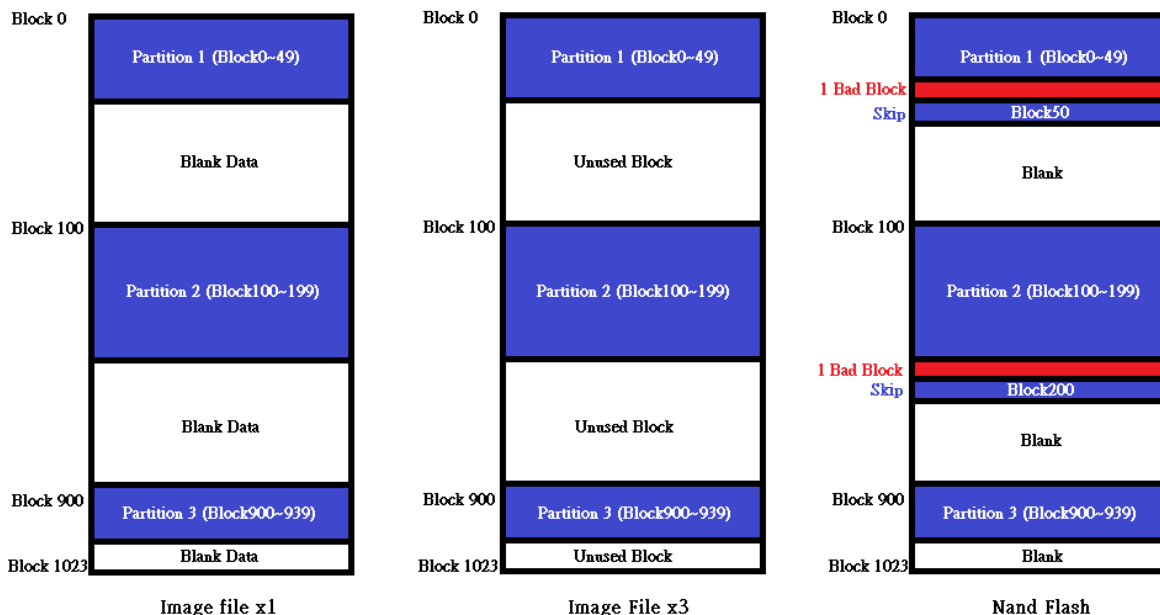 Block 0
Partition 1 (Block0~49)
Blank Data
Block 100
Partition 2 (Block100~199)
Blank Data
Block 900
Partition 3 (Block900~939)
Blank Data
Block 1023
Image file x1
Block 0
Partition 1 (Block0~49)
Unused Block
Block 100
Partition 2 (Block100~199)
Unused Block
Block 900
Partition 3 (Block900~939)
Unused Block
Block 1023
Image File x3
Block 0
Partition 1 (Block0~49)
1 Bad Block
Skip
Block50
Blank
Block 100
Partition 2 (Block100~199)
1 Bad Block
Skip
Block200
Blank
Block 900
Partition 3 (Block900~939)
Blank
Block 1023
Nand Flash